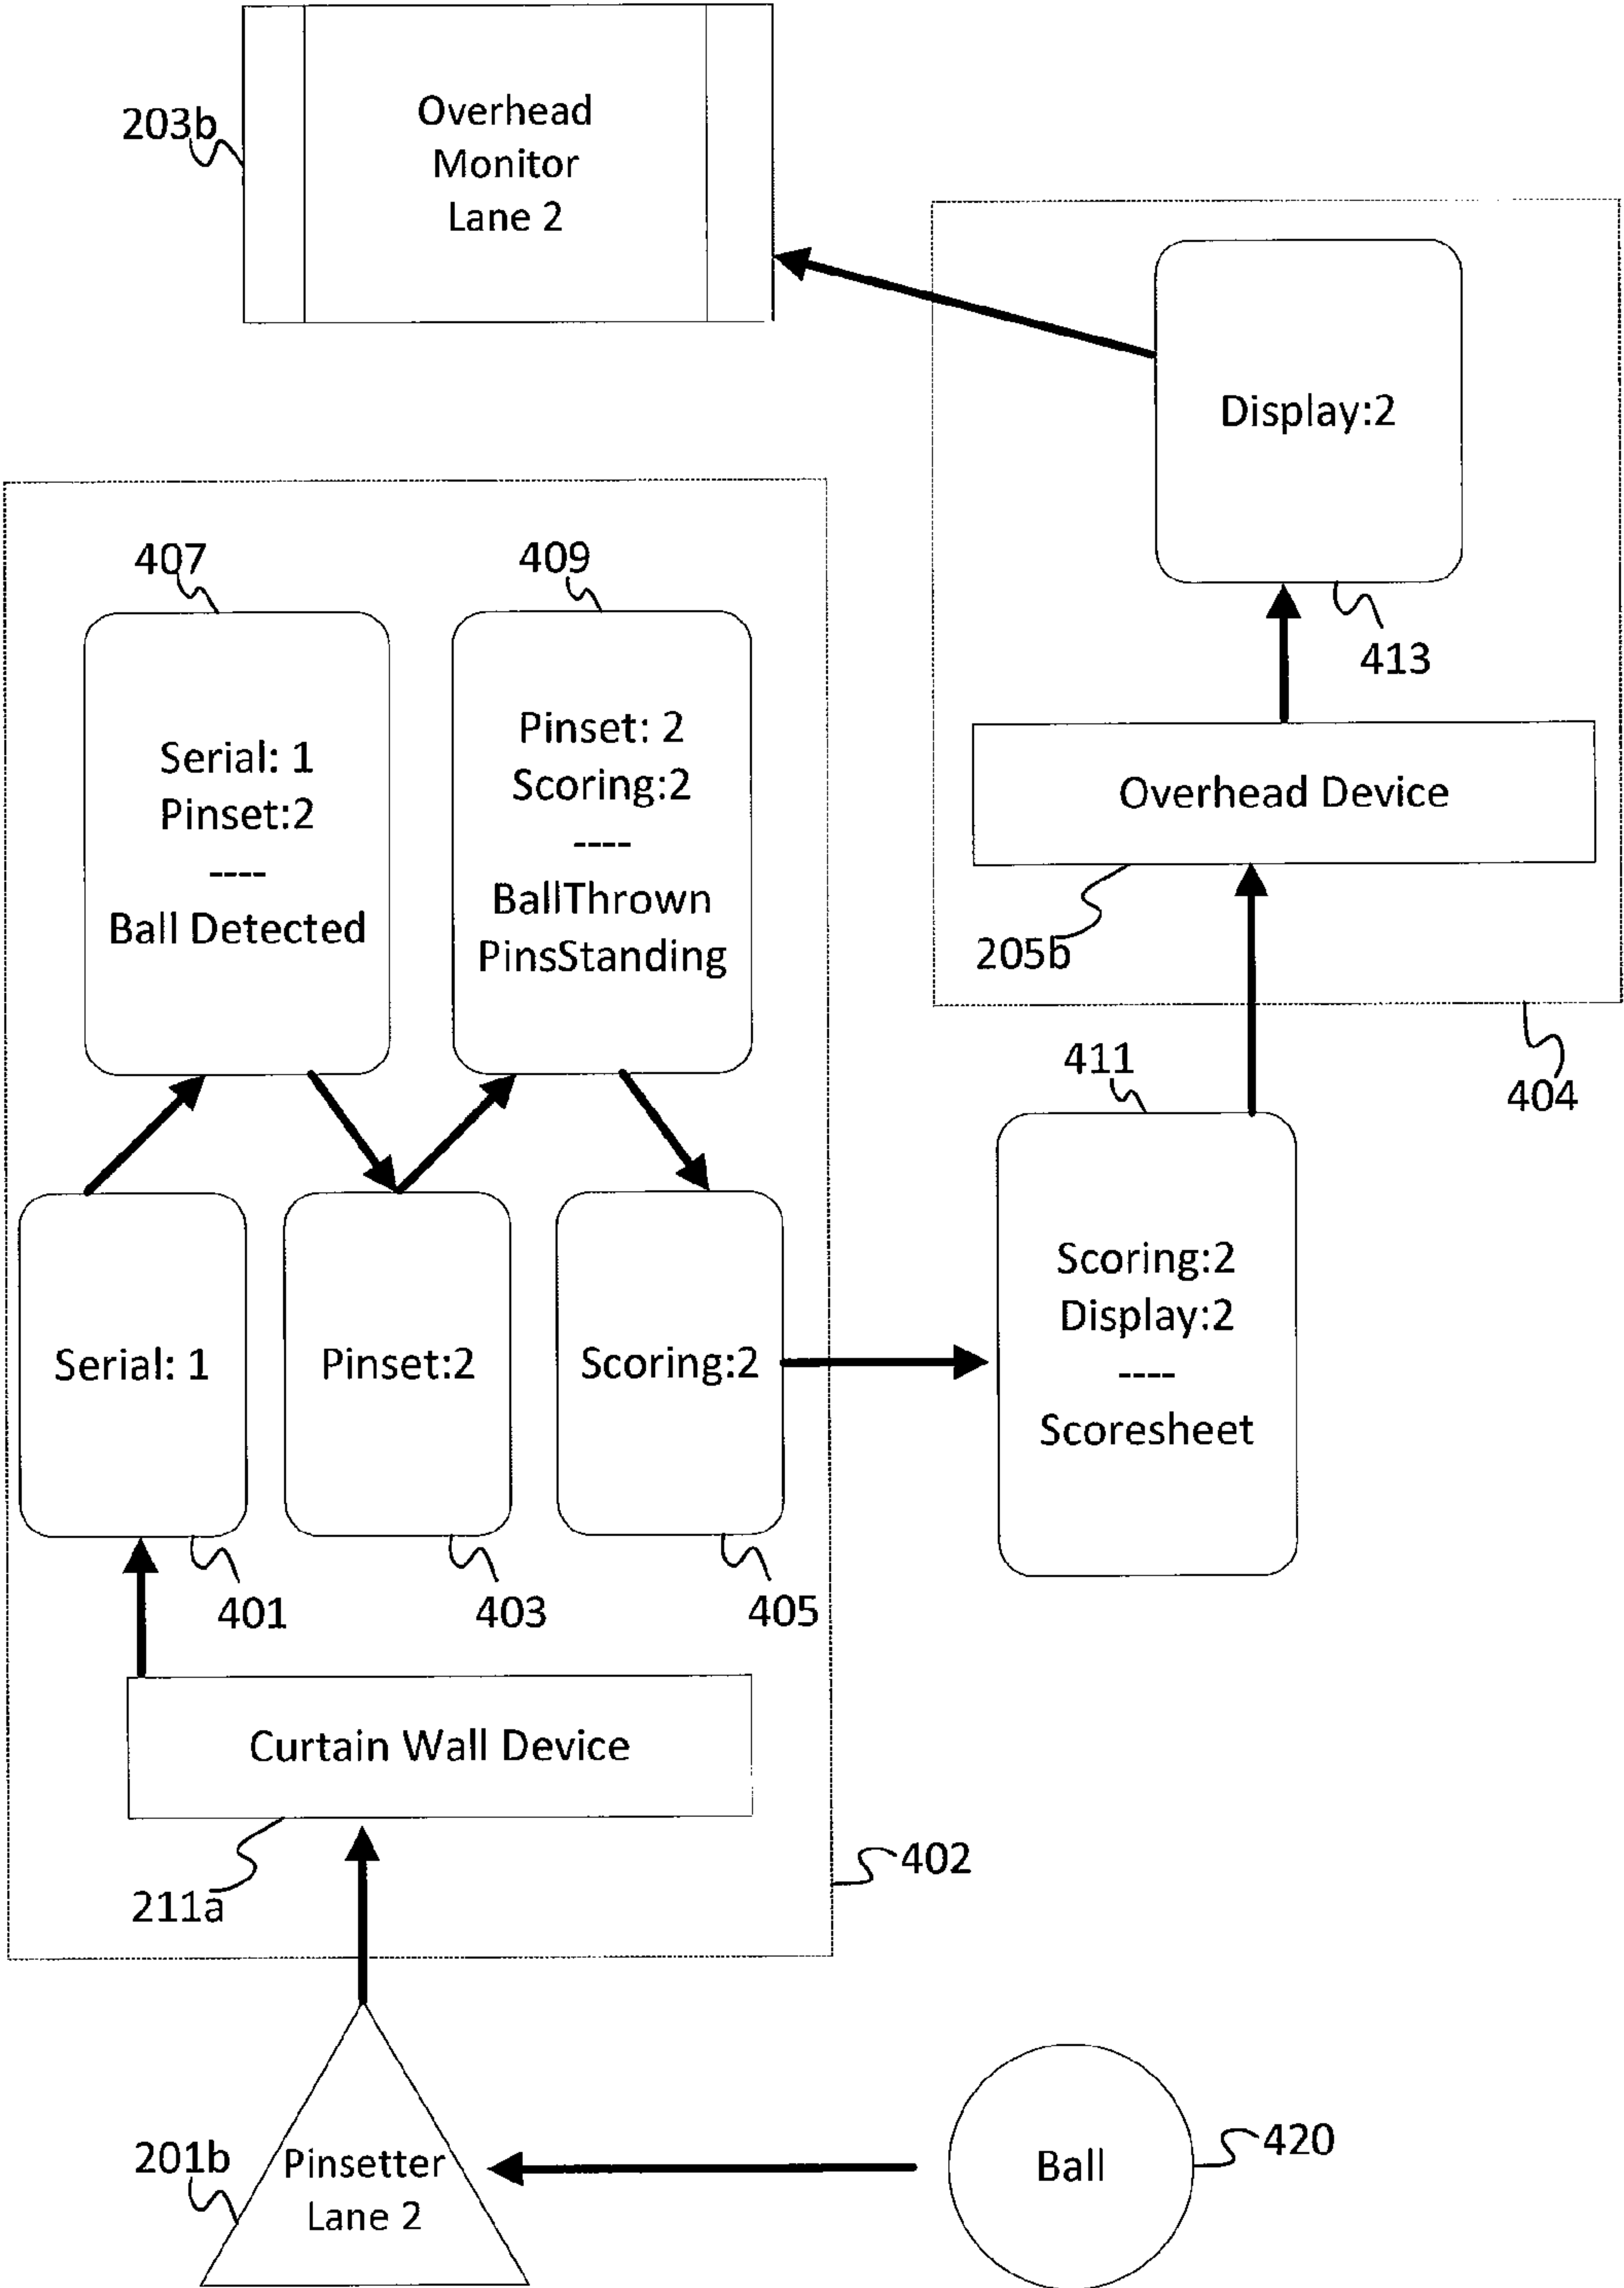 203b
Overhead
Monitor
Lane 2
Display:2
413
Overhead Device
205b
404
407
409
Serial: 1
Pinset:2
----
Ball Detected
Pinset: 2
Scoring:2
----
BallThrown
PinsStanding
411
Scoring:2
Display:2
----
Scoresheet
Serial: 1
Pinset:2
Scoring:2
401
403
405
Curtain Wall Device
211a
402
201b
Pinsetter
Lane 2
Ball
420